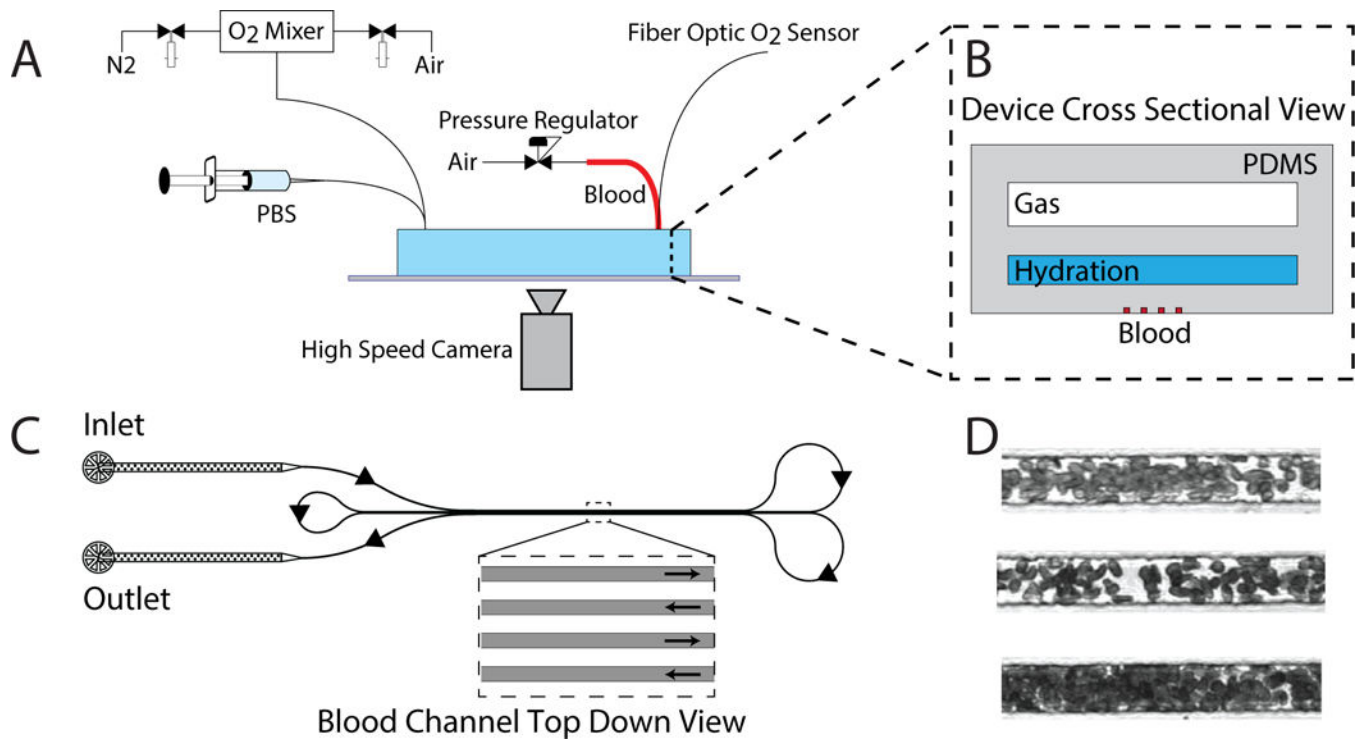 A
O2 Mixer
N2
Air
Fiber Optic O2 Sensor
Pressure Regulator
Air
Blood
PBS
High Speed Camera
B
Device Cross Sectional View
PDMS
Gas
Hydration
Blood
C
Inlet
Outlet
Blood Channel Top Down View
D